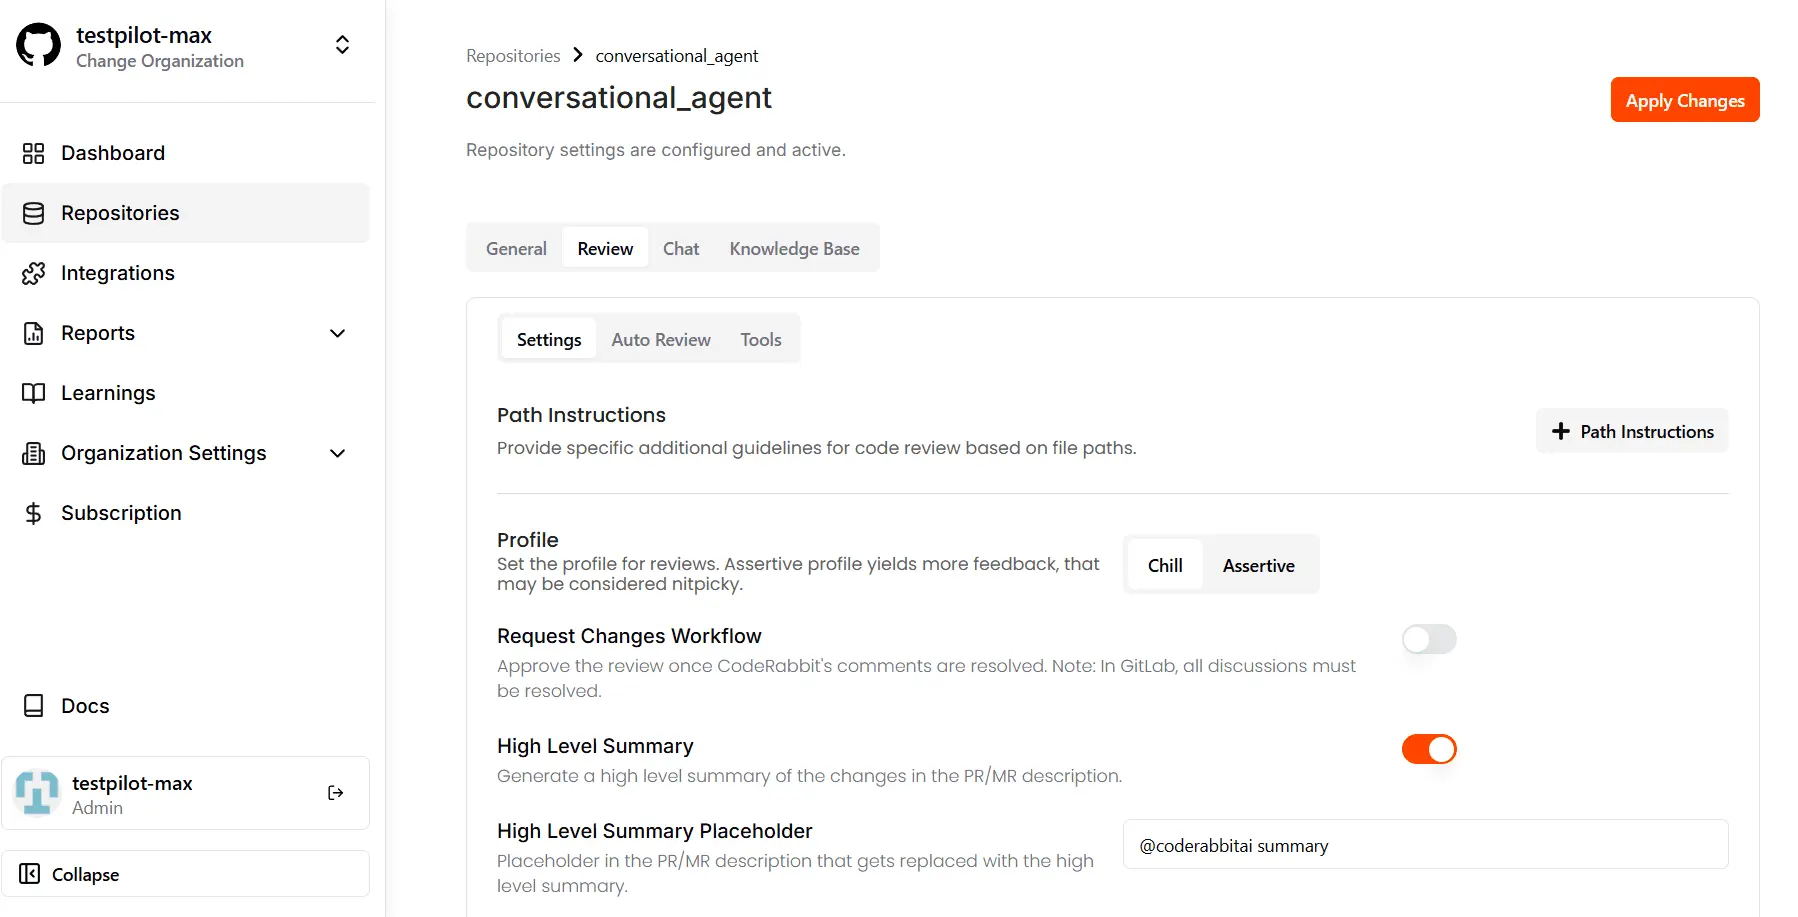 testpilot-max
Change Organization
Dashboard
Repositories
Integrations
Reports
Learnings
Organization Settings
Subscription
Docs
testpilot-max
Admin
Collapse
Repositories > conversational_agent
conversational_agent
Apply Changes
Repository settings are configured and active.
General Review Chat Knowledge Base
Settings Auto Review Tools
Path Instructions
Provide specific additional guidelines for code review based on file paths.
+ Path Instructions
Profile
Set the profile for reviews. Assertive profile yields more feedback, that
may be considered nitpicky.
Chill Assertive
Request Changes Workflow
Approve the review once CodeRabbit's comments are resolved. Note: In GitLab, all discussions must
be resolved.
High Level Summary
Generate a high level summary of the changes in the PR/MR description.
High Level Summary Placeholder
Placeholder in the PR/MR description that gets replaced with the high
level summary.
@coderabbitai summary